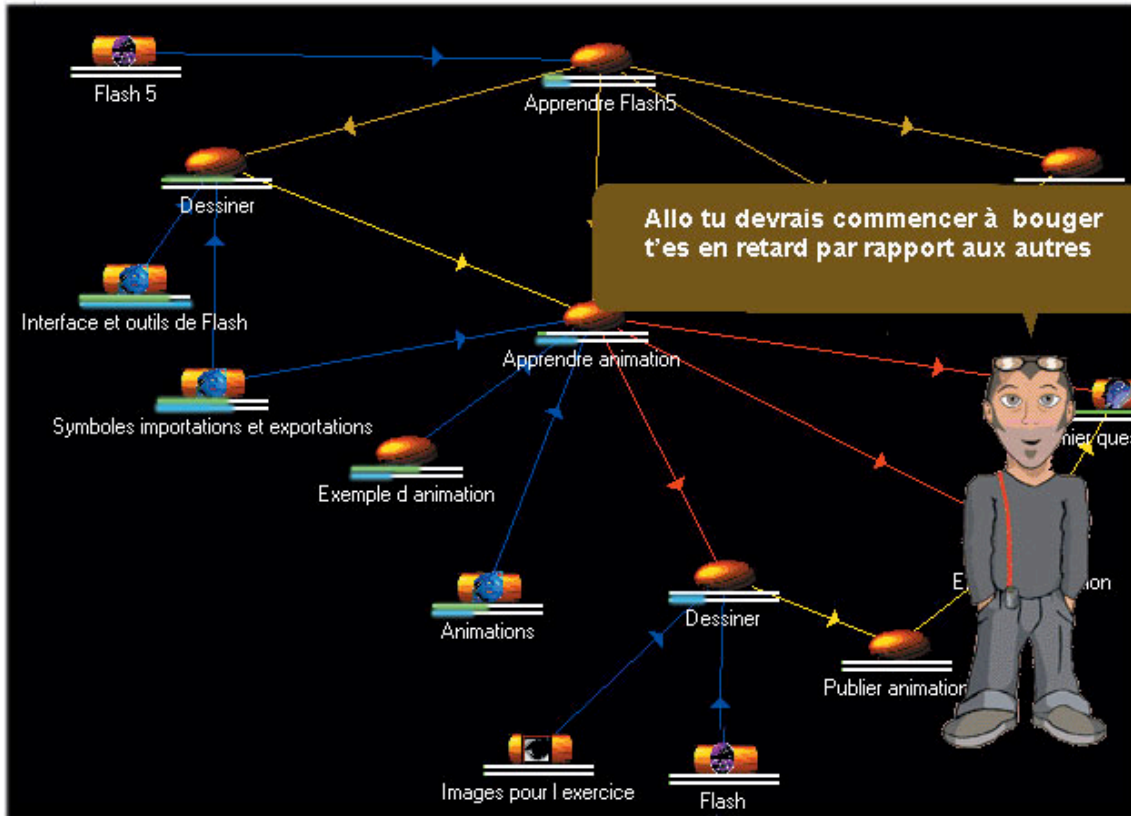 Flash 5
Apprendre Flash5
Dessiner
Allo tu devrais commencer à bouger
t'es en retard par rapport aux autres
Interface et outils de Flash
Apprendre animation
Symboles importations et exportations
Exemple d animation
Animations
Dessiner
Publier animation
Images pour l exercice
Flash